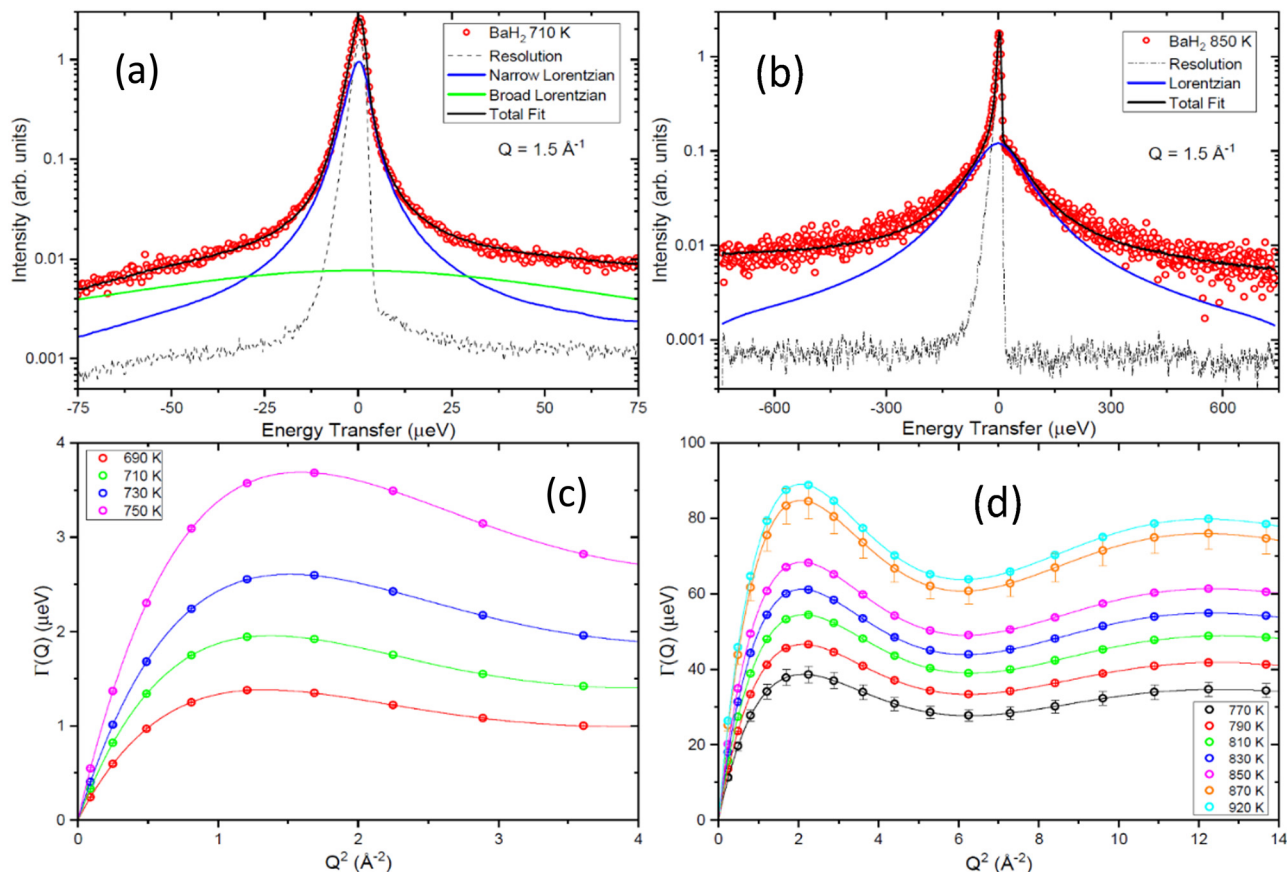 (a)
BaH₂ 710 K
Resolution
Narrow Lorentzian
Broad Lorentzian
Total Fit
Q = 1.5 Å⁻¹
Intensity (arb. units)
1
0.1
0.01
0.001
-75
-50
-25
0
25
50
75
Energy Transfer (μeV)
(b)
BaH₂ 850 K
Resolution
Lorentzian
Total Fit
Q = 1.5 Å⁻¹
Intensity (arb. units)
1
0.1
0.01
0.001
-600
-300
0
300
600
Energy Transfer (μeV)
(c)
690 K
710 K
730 K
750 K
Γ(Q) (μeV)
4
3
2
1
0
0
1
2
3
4
Q² (Å⁻²)
(d)
Γ(Q) (μeV)
100
80
60
40
20
0
770 K
790 K
810 K
830 K
850 K
870 K
920 K
0
2
4
6
8
10
12
14
Q² (Å⁻²)